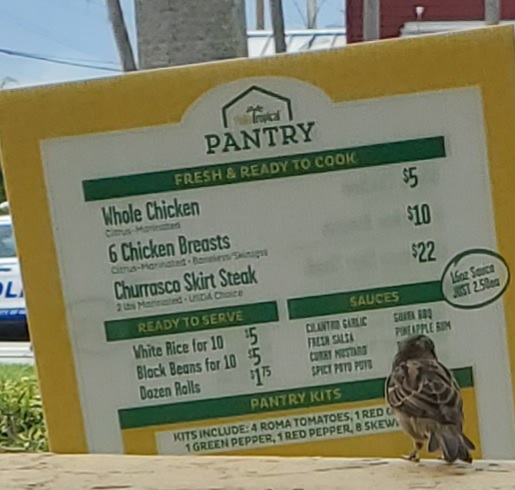 Pollo Tropical
PANTRY
FRESH & READY TO COOK
Whole Chicken $5
Citrus-Marinated
6 Chicken Breasts $10
Citrus-Marinated • Boneless/Skinless
Churrasco Skirt Steak $22
2 lbs Marinated • USDA Choice
16oz Sauce
JUST 2.50ea
READY TO SERVE
White Rice for 10 $5
Black Beans for 10 $5
Dozen Rolls $1.75
SAUCES
CILANTRO GARLIC
FRESH SALSA
CURRY MUSTARD
SPICY POYO POYO
GUAVA BBQ
PINEAPPLE RUM
PANTRY KITS
KITS INCLUDE: 4 ROMA TOMATOES, 1 RED
1 GREEN PEPPER, 1 RED PEPPER, 8 SKEW